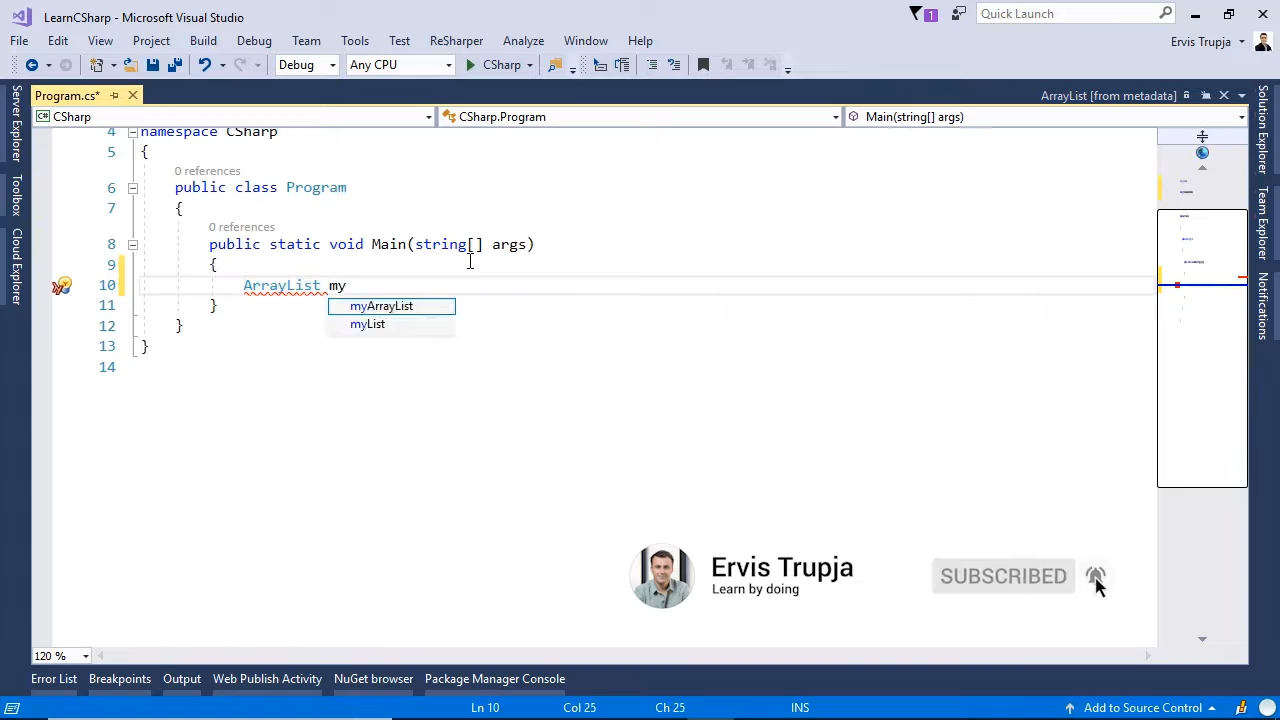 LearnCSharp - Microsoft Visual Studio
1
Quick Launch
File Edit View Project Build Debug Team Tools Test ReSharper Analyze Window Help
Ervis Trupja
Debug Any CPU CSharp
Program.cs*
ArrayList [from metadata]
CSharp CSharp.Program Main(string[] args)
Server Explorer
Toolbox
Cloud Explorer
4 namespace CSharp
5 {
0 references
6 public class Program
7 {
0 references
8 public static void Main(string[] args)
9 {
10 ArrayList my
myArrayList
myList
11 }
12 }
13 }
14
Solution Explorer
Team Explorer
Notifications
Ervis Trupja
Learn by doing
SUBSCRIBED
120 %
Error List Breakpoints Output Web Publish Activity NuGet browser Package Manager Console
Ln 10 Col 25 Ch 25 INS Add to Source Control